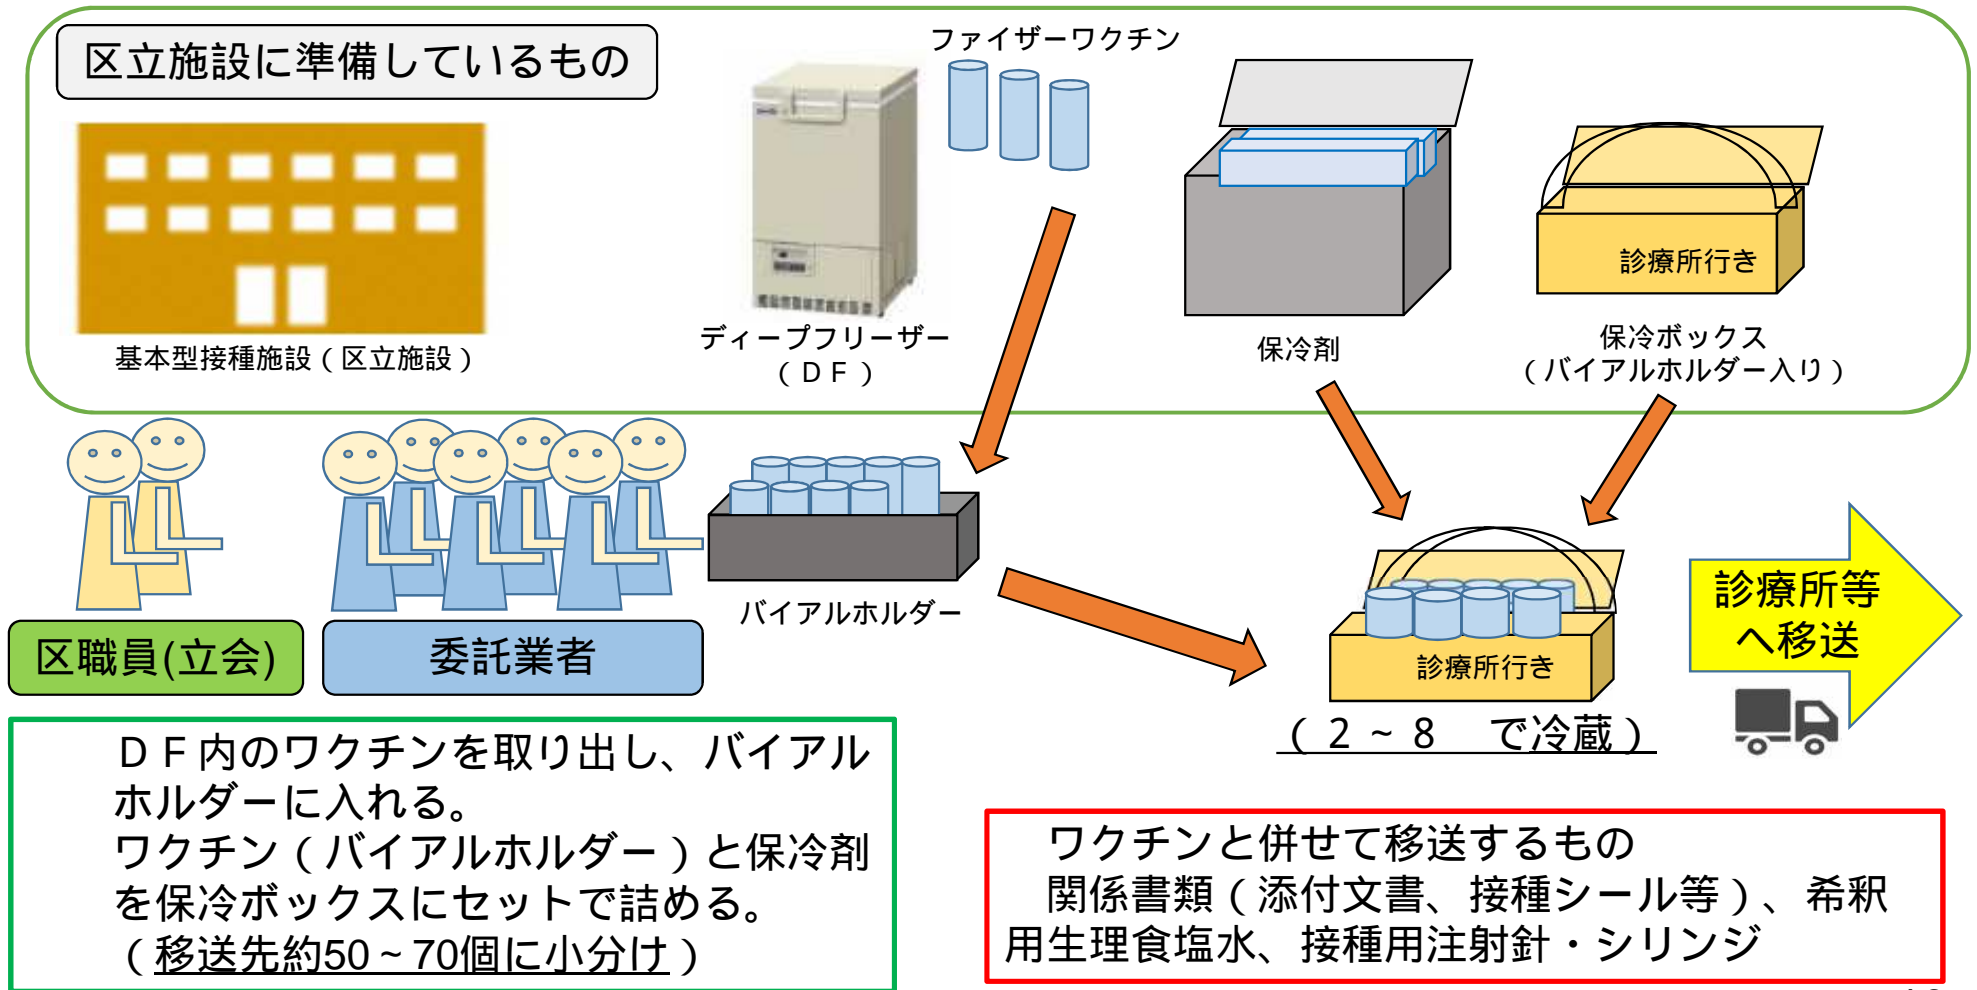 区立施設に準備しているもの
ファイザーワクチン
診療所行き
基本型接種施設(区立施設)
ディープフリーザー
(DF)
保冷剤
保冷ボックス
(バイアルホルダー入り)
バイアルホルダー
区職員(立会)
委託業者
診療所行き
(2~8 で冷蔵)
診療所等
へ移送
DF内のワクチンを取り出し、バイアル
ホルダーに入れる。
ワクチン(バイアルホルダー)と保冷剤
を保冷ボックスにセットで詰める。
(移送先約50~70個に小分け)
ワクチンと併せて移送するもの
関係書類(添付文書、接種シール等)、希釈
用生理食塩水、接種用注射針・シリンジ